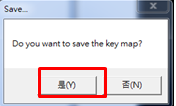 Save...
Do you want to save the key map?
是(Y)
否(N)